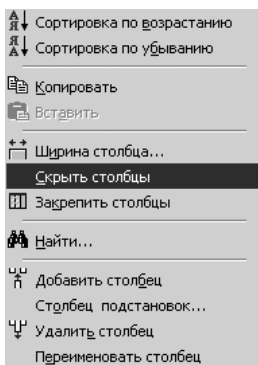 Сортировка по возрастанию
Сортировка по убыванию
Копировать
Вставить
Ширина столбца...
Скрыть столбцы
Закрепить столбцы
Найти...
Добавить столбец
Столбец подстановок...
Удалить столбец
Переименовать столбец